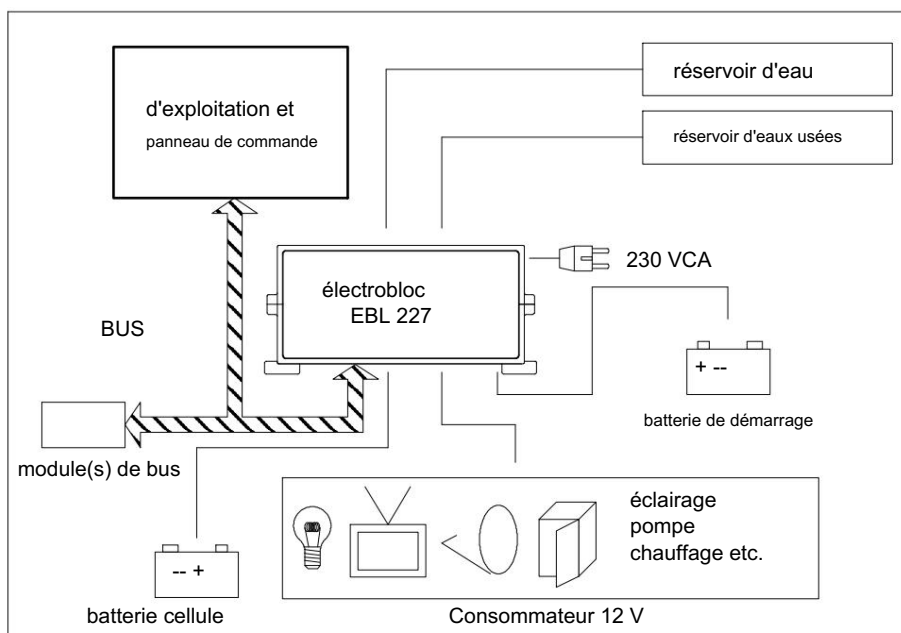 d'exploitation et
panneau de commande
réservoir d'eau
réservoir d'eaux usées
électrobloc
EBL 227
230 VCA
BUS
+ --
batterie de démarrage
module(s) de bus
-- +
batterie cellule
éclairage
pompe
chauffage etc.
Consommateur 12 V